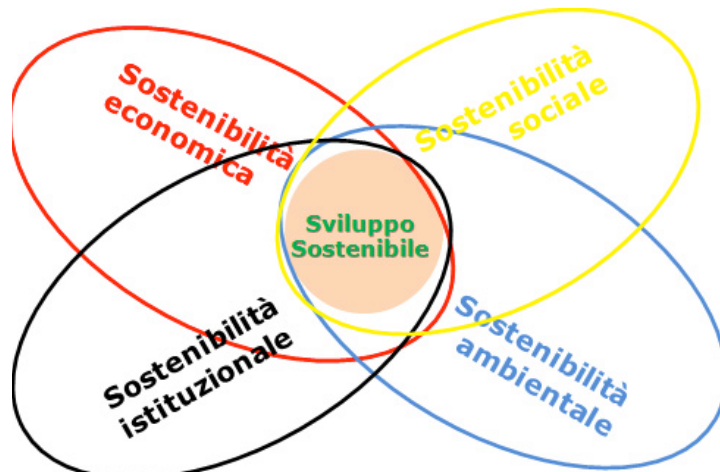 Sostenibilità
economica
Sostenibilità
sociale
Sviluppo
Sostenibile
Sostenibilità
istituzionale
Sostenibilità
ambientale